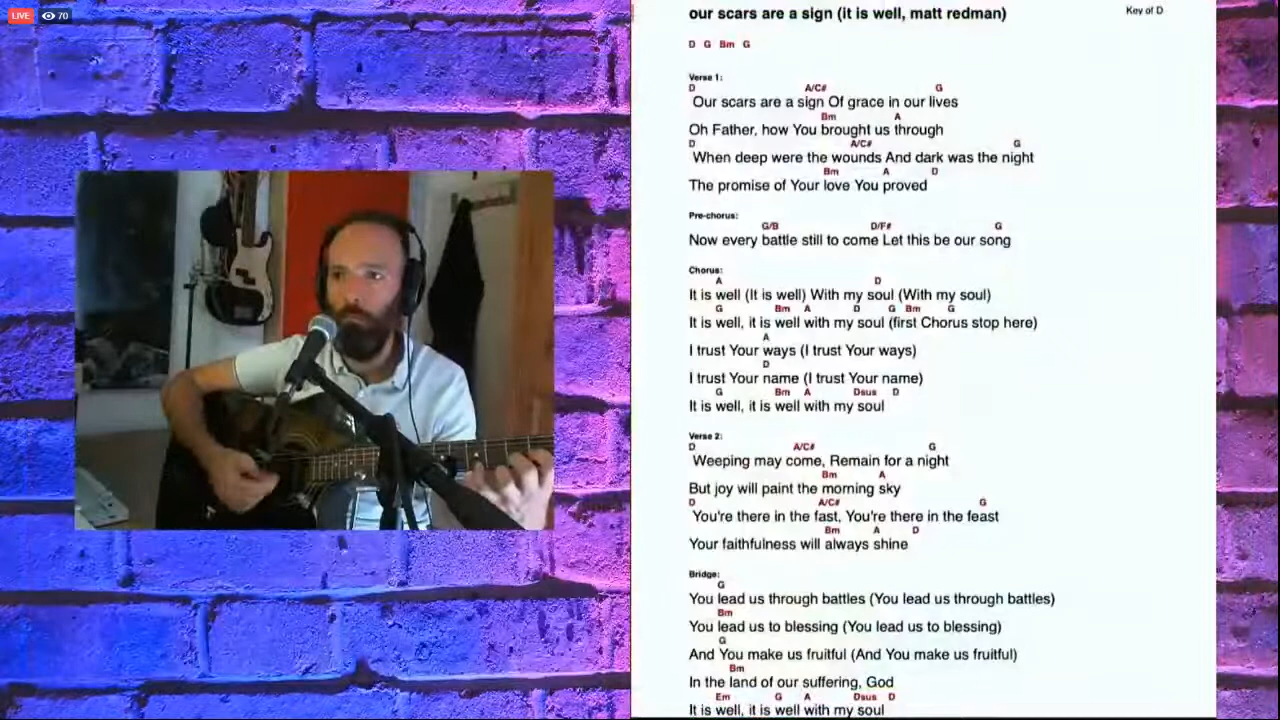 LIVE 70
our scars are a sign (it is well, matt redman)
Key of D
D G Bm G
Verse 1:
D A/C# G
Our scars are a sign Of grace in our lives
Bm A
Oh Father, how You brought us through
D A/C# G
When deep were the wounds And dark was the night
Bm A D
The promise of Your love You proved
Pre-chorus:
G/B D/F# G
Now every battle still to come Let this be our song
Chorus:
A D
It is well (It is well) With my soul (With my soul)
G Bm A D G Bm G
It is well, it is well with my soul (first Chorus stop here)
A
I trust Your ways (I trust Your ways)
D
I trust Your name (I trust Your name)
G Bm A Dsus D
It is well, it is well with my soul
Verse 2:
D A/C# G
Weeping may come, Remain for a night
Bm A
But joy will paint the morning sky
D A/C# G
You're there in the fast, You're there in the feast
Bm A D
Your faithfulness will always shine
Bridge:
G
You lead us through battles (You lead us through battles)
Bm
You lead us to blessing (You lead us to blessing)
G
And You make us fruitful (And You make us fruitful)
Bm
In the land of our suffering, God
Em G A Dsus D
It is well, it is well with my soul